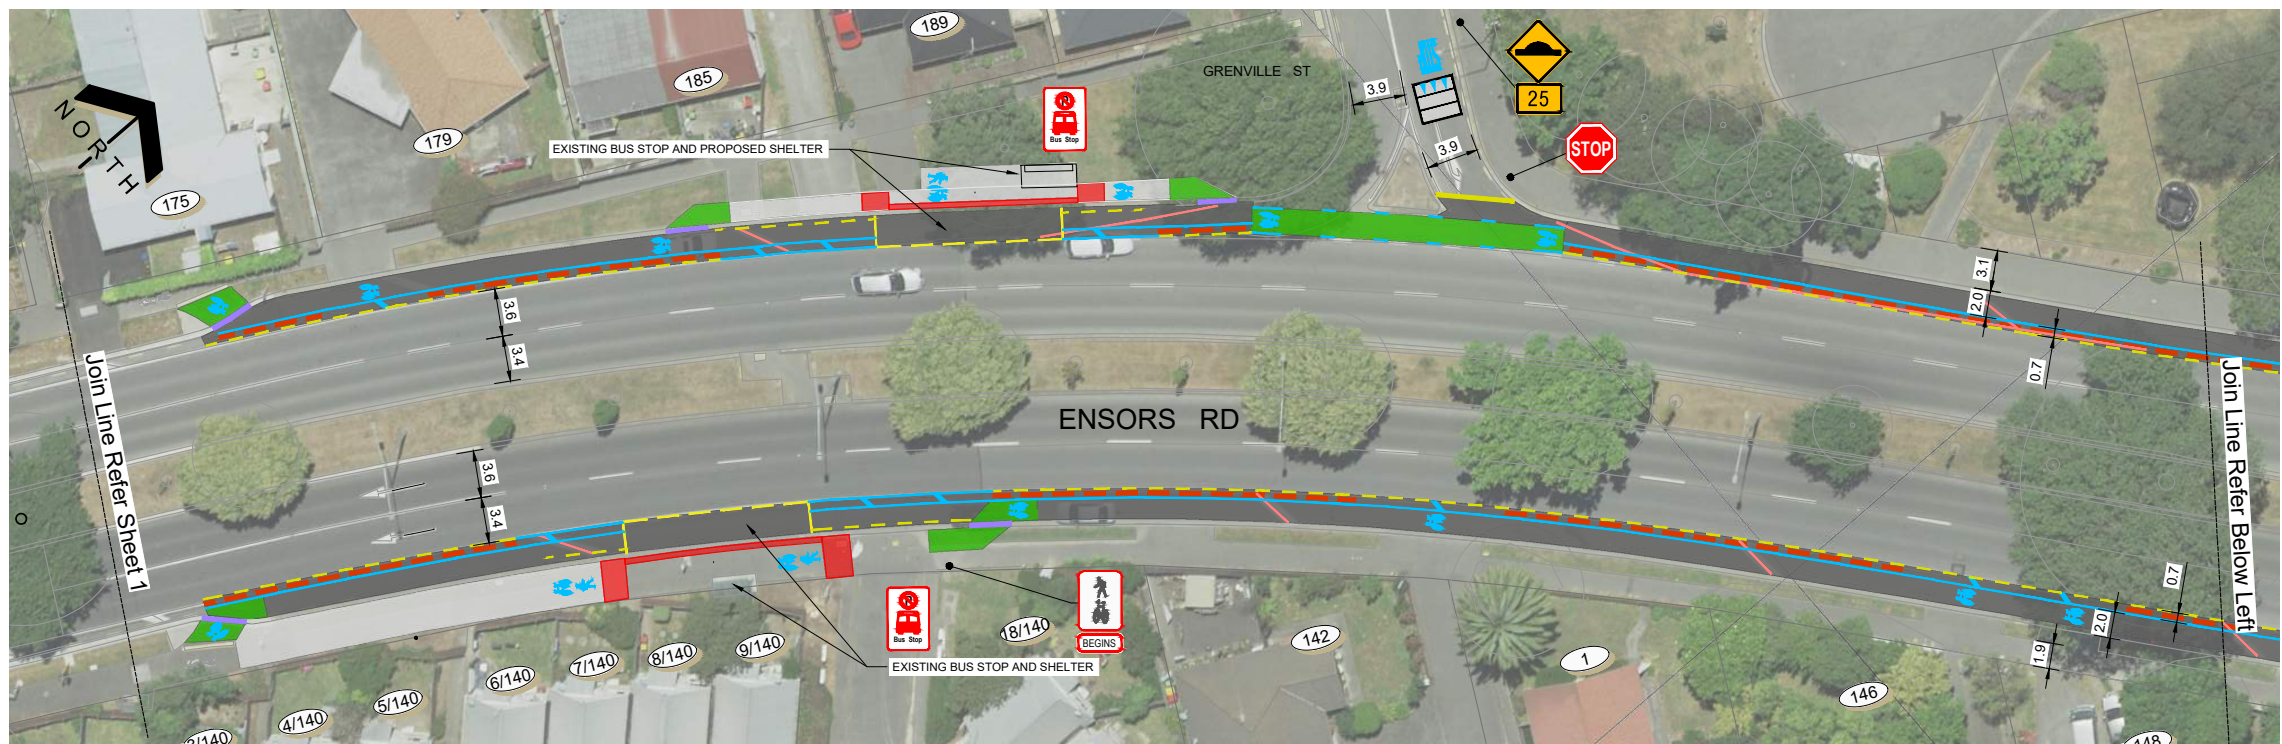 189
185
GRENVILLE ST
3.9
25
NORTH
179
Bus Stop
EXISTING BUS STOP AND PROPOSED SHELTER
3.9
STOP
175
3.1
2.0
3.6
3.4
0.7
Join Line Refer Sheet 1
Join Line Refer Below Left
ENSORS RD
3.6
3.4
0.7
2.0
1.9
Bus Stop
BEGINS
18/140
142
1
146
148
EXISTING BUS STOP AND SHELTER
9/140
8/140
7/140
6/140
5/140
4/140
3/140